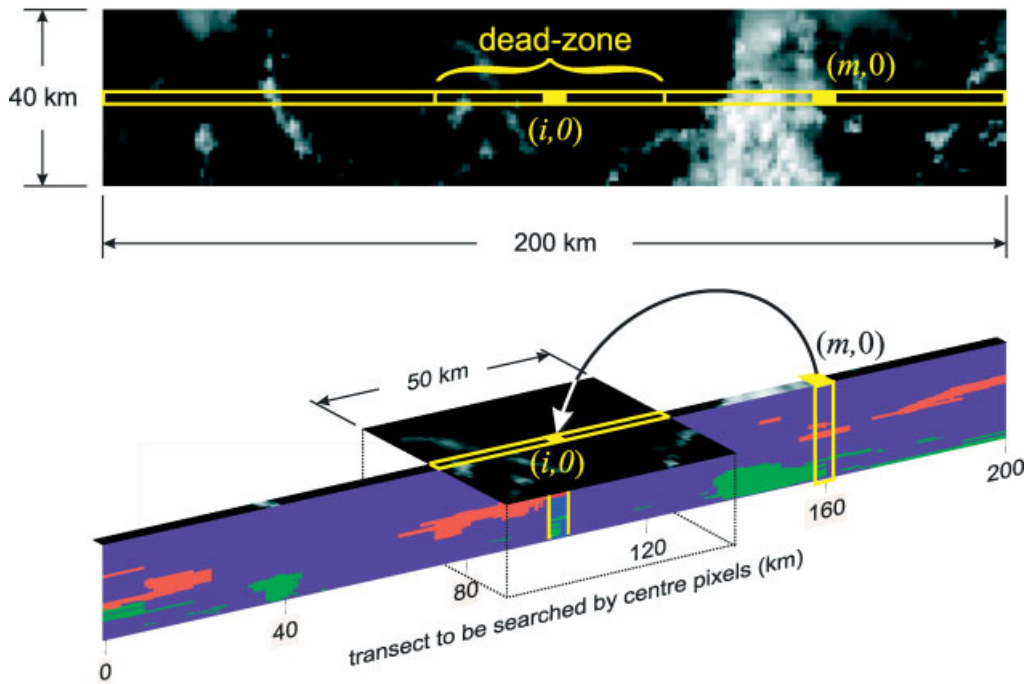 dead-zone
(m,0)
40 km
(i,0)
200 km
(m,0)
50 km
(i,0)
200
160
120
80
40
0
transect to be searched by centre pixels (km)